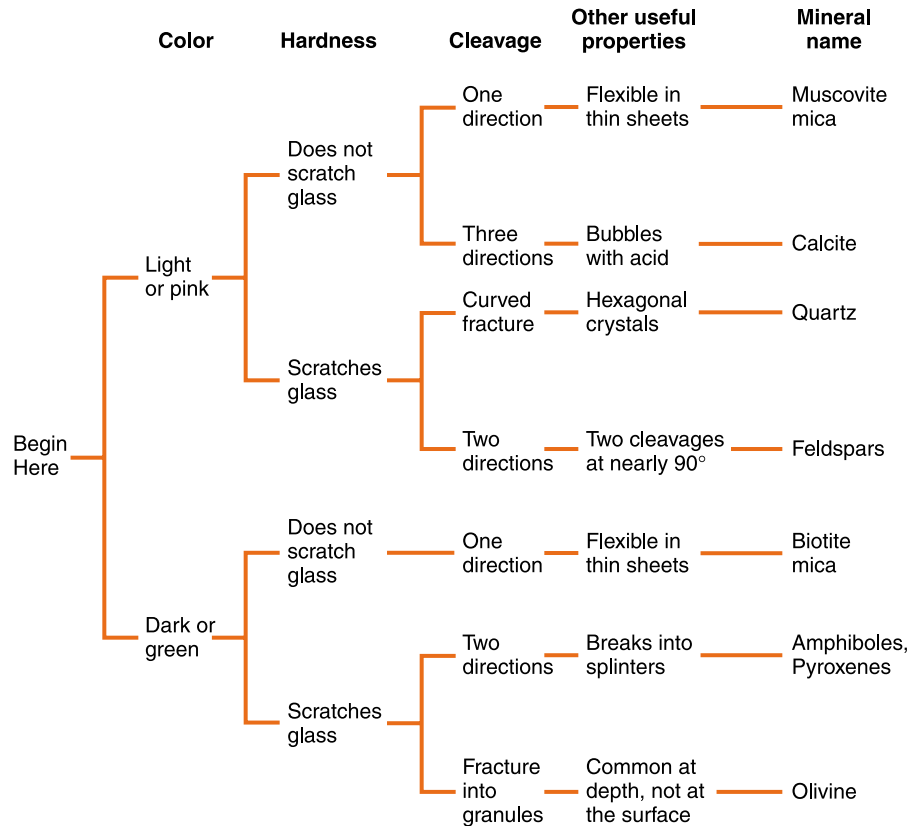 Color
Hardness
Cleavage
Other useful
properties
Mineral
name
One
direction
Flexible in
thin sheets
Muscovite
mica
Does not
scratch
glass
Three
directions
Bubbles
with acid
Calcite
Light
or pink
Curved
fracture
Hexagonal
crystals
Quartz
Scratches
glass
Two
directions
Two cleavages
at nearly 90°
Feldspars
Begin
Here
Does not
scratch
glass
One
direction
Flexible in
thin sheets
Biotite
mica
Dark or
green
Two
directions
Breaks into
splinters
Amphiboles,
Pyroxenes
Scratches
glass
Fracture
into
granules
Common at
depth, not at
the surface
Olivine